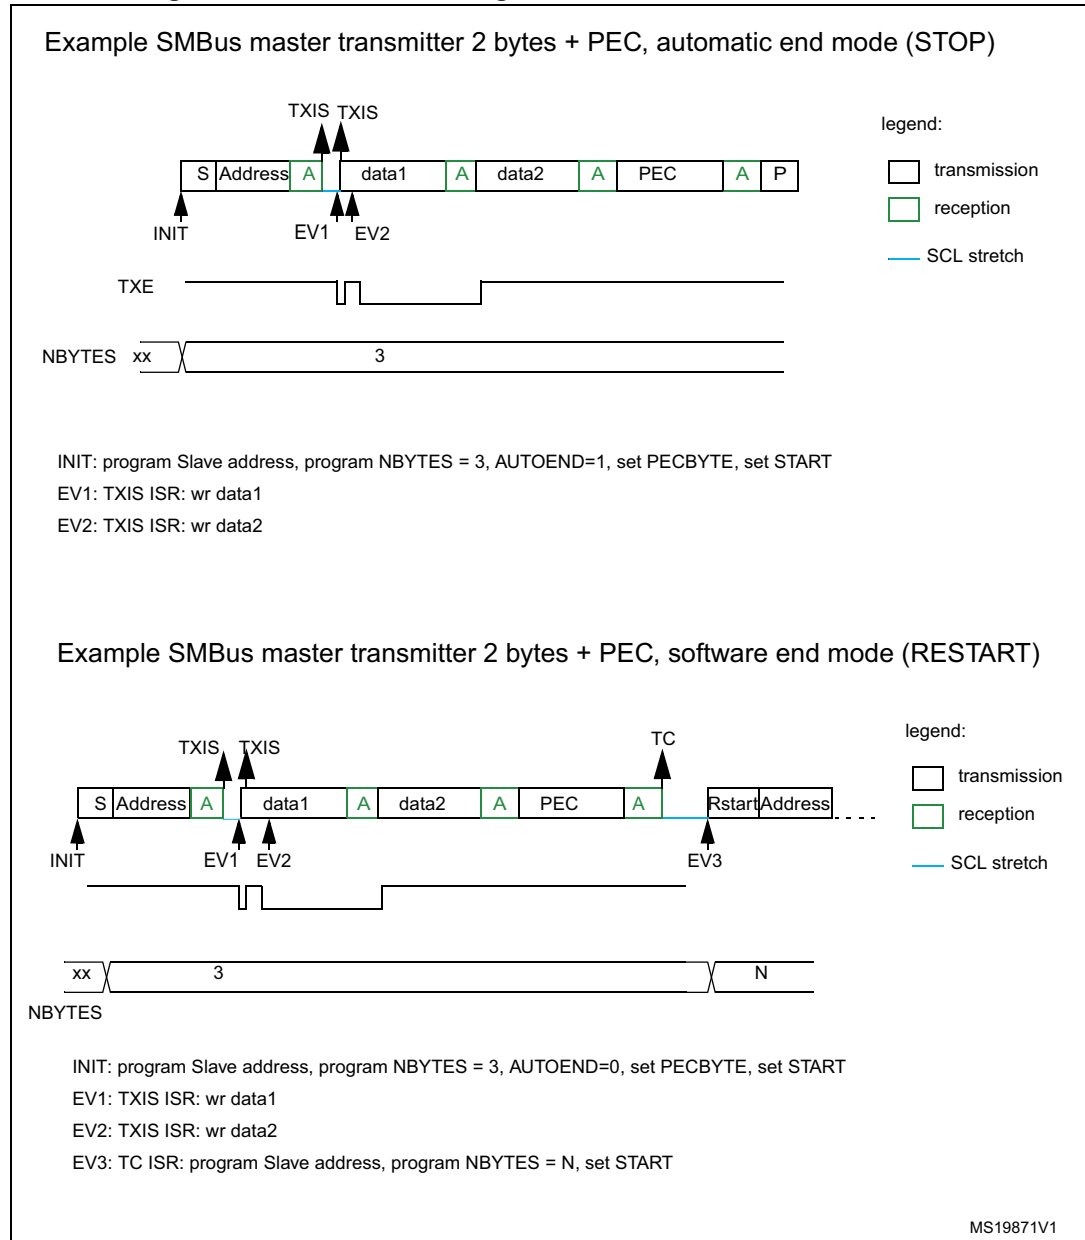 Example SMBus master transmitter 2 bytes + PEC, automatic end mode (STOP)
TXIS TXIS
legend:
S Address A data1 A data2 A PEC A P
transmission
reception
INIT EV1 EV2
SCL stretch
TXE
NBYTES xx 3
INIT: program Slave address, program NBYTES = 3, AUTOEND=1, set PECBYTE, set START
EV1: TXIS ISR: wr data1
EV2: TXIS ISR: wr data2
Example SMBus master transmitter 2 bytes + PEC, software end mode (RESTART)
TXIS TXIS TC
legend:
S Address A data1 A data2 A PEC A Rstart Address
transmission
reception
INIT EV1 EV2 EV3
SCL stretch
xx 3 N
NBYTES
INIT: program Slave address, program NBYTES = 3, AUTOEND=0, set PECBYTE, set START
EV1: TXIS ISR: wr data1
EV2: TXIS ISR: wr data2
EV3: TC ISR: program Slave address, program NBYTES = N, set START
MS19871V1